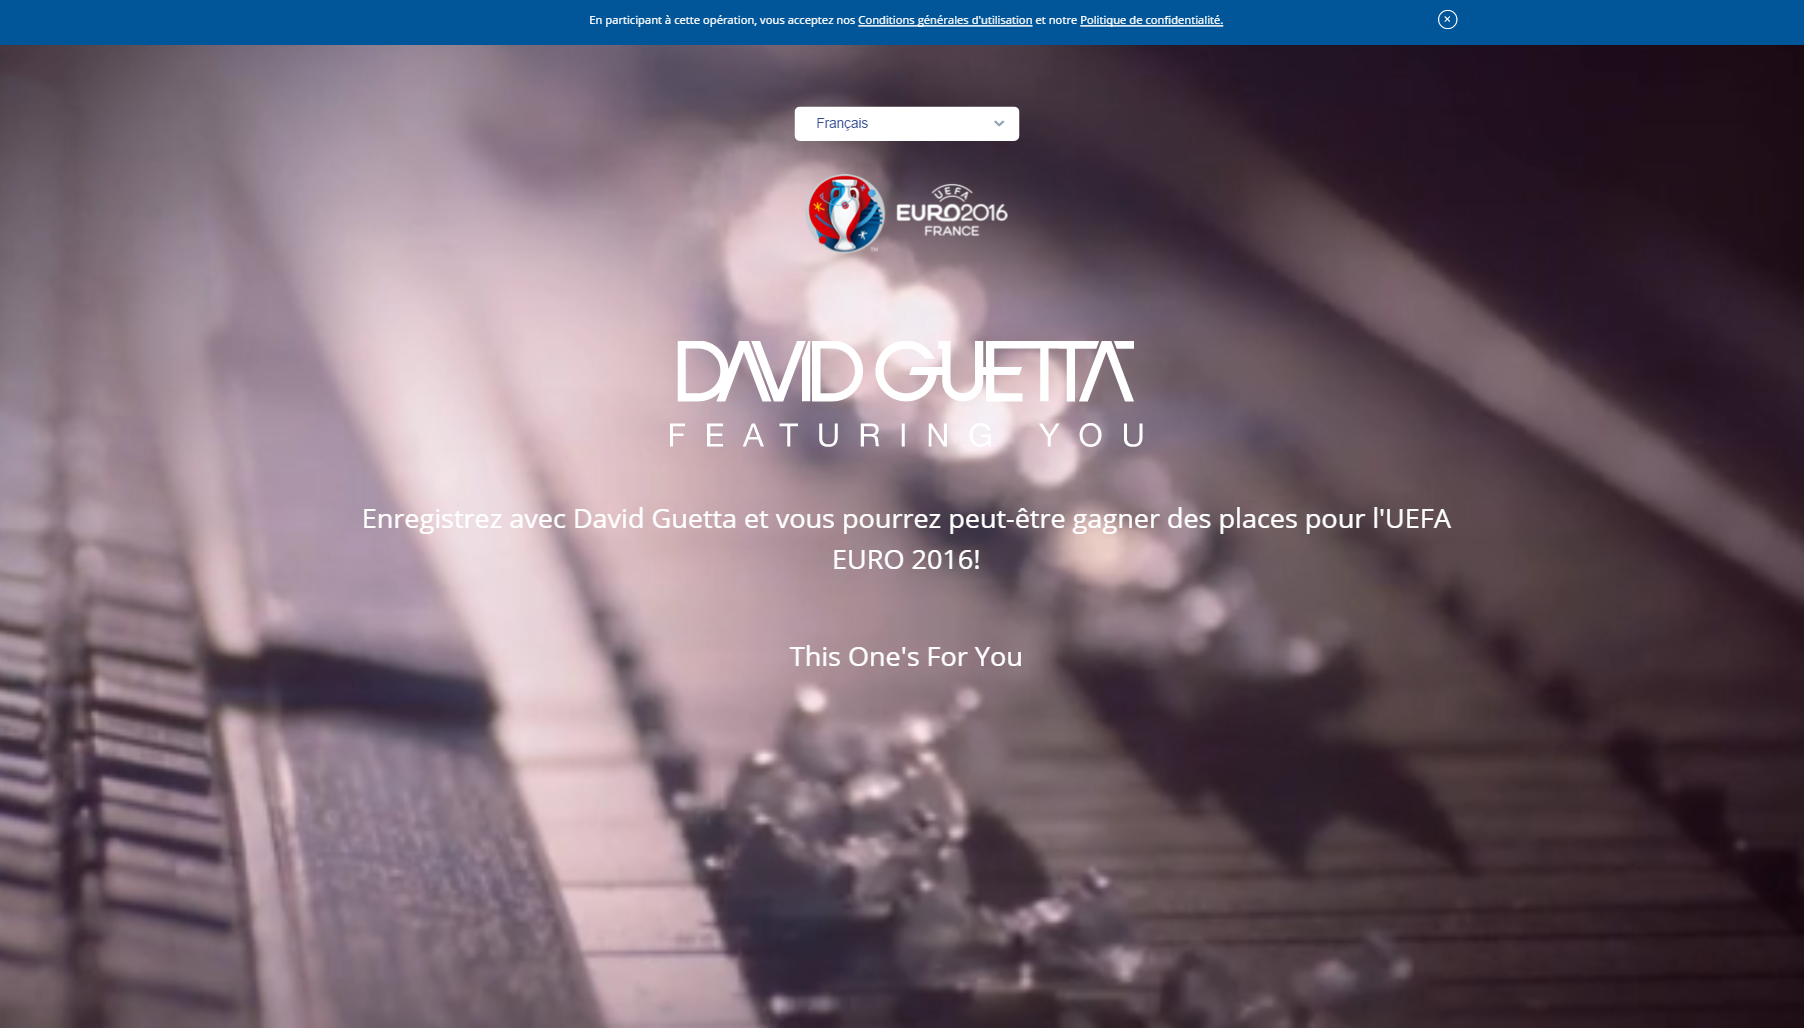 En participant à cette opération, vous acceptez nos Conditions générales d'utilisation et notre Politique de confidentialité.
Français
UEFA
EURO2016
FRANCE
TM
DAVID GUETTA
FEATURING YOU
Enregistrez avec David Guetta et vous pourrez peut-être gagner des places pour l'UEFA
EURO 2016!
This One's For You